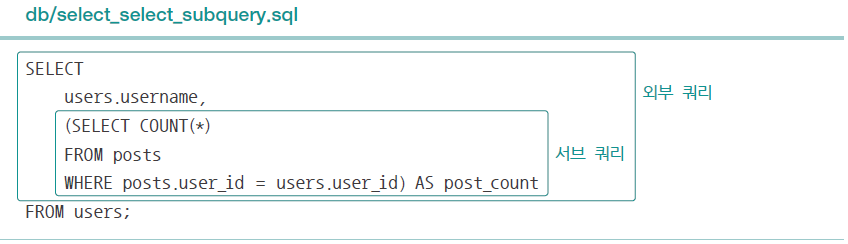 db/select_select_subquery.sql
SELECT
users.username,
외부 쿼리
(SELECT COUNT(*)
FROM posts
서브 쿼리
WHERE posts.user_id = users.user_id) AS post_count
FROM users;